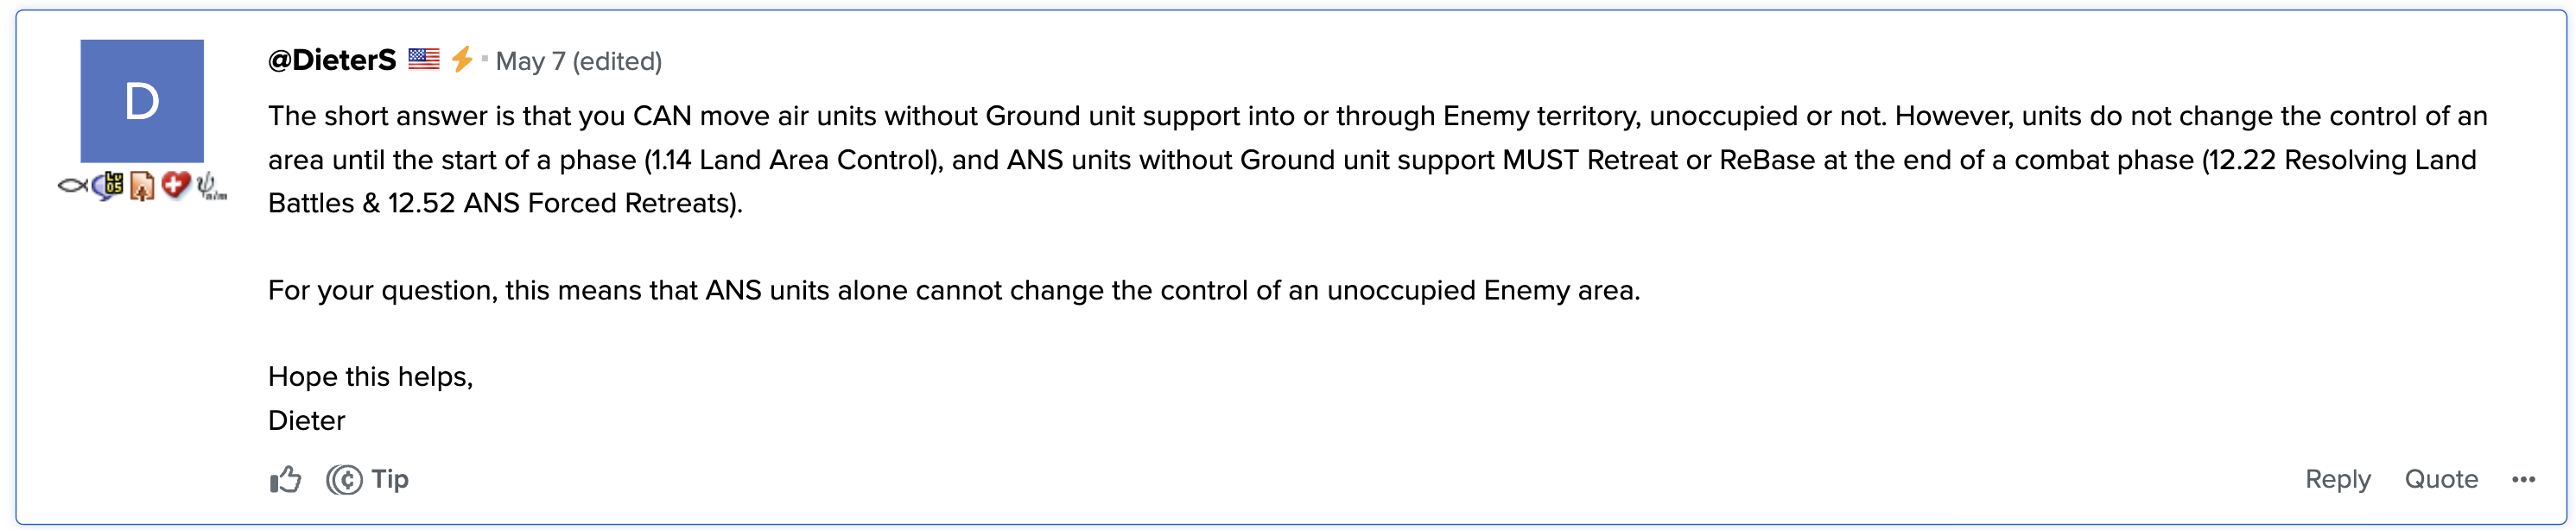 D
@DieterS May 7 (edited)
The short answer is that you CAN move air units without Ground unit support into or through Enemy territory, unoccupied or not. However, units do not change the control of an
area until the start of a phase (1.14 Land Area Control), and ANS units without Ground unit support MUST Retreat or ReBase at the end of a combat phase (12.22 Resolving Land
Battles & 12.52 ANS Forced Retreats).
For your question, this means that ANS units alone cannot change the control of an unoccupied Enemy area.
Hope this helps,
Dieter
Tip
Reply Quote